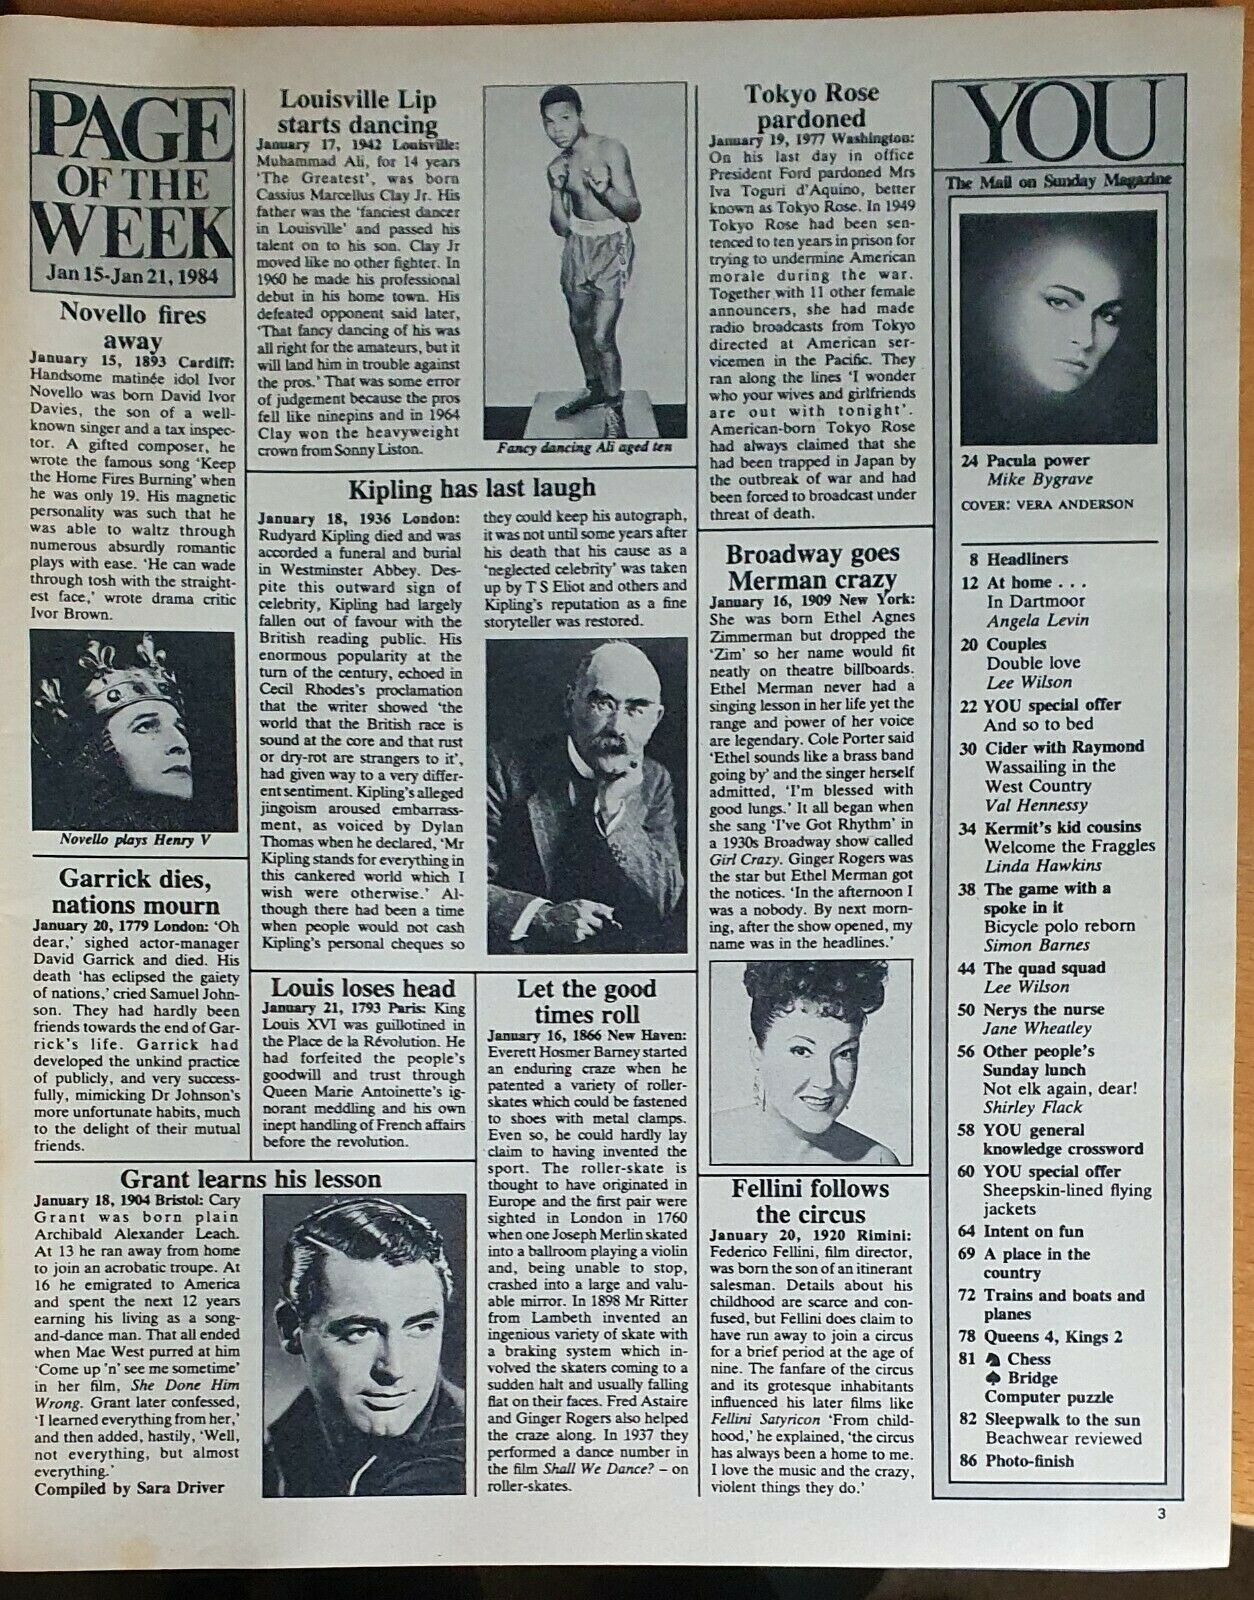 PAGE
OF THE
WEEK
Jan 15-Jan 21, 1984
Novello fires
away
January 15, 1893 Cardiff:
Handsome matinée idol Ivor
Novello was born David Ivor
Davies, the son of a well-
known singer and a tax inspec-
tor. A gifted composer, he
wrote the famous song 'Keep
the Home Fires Burning' when
he was only 19. His magnetic
personality was such that he
was able to waltz through
numerous absurdly romantic
plays with ease. 'He can wade
through tosh with the straight-
est face,' wrote drama critic
Ivor Brown.
Novello plays Henry V
Garrick dies,
nations mourn
January 20, 1779 London: 'Oh
dear,' sighed actor-manager
David Garrick and died. His
death 'has eclipsed the gaiety
of nations,' cried Samuel John-
son. They had hardly been
friends towards the end of Gar-
rick's life. Garrick had
developed the unkind practice
of publicly, and very success-
fully, mimicking Dr Johnson's
more unfortunate habits, much
to the delight of their mutual
friends.
Louisville Lip
starts dancing
January 17, 1942 Louisville:
Muhammad Ali, for 14 years
'The Greatest', was born
Cassius Marcellus Clay Jr. His
father was the 'fanciest dancer
in Louisville' and passed his
talent on to his son. Clay Jr
moved like no other fighter. In
1960 he made his professional
debut in his home town. His
defeated opponent said later,
'That fancy dancing of his was
all right for the amateurs, but it
will land him in trouble against
the pros.' That was some error
of judgement because the pros
fell like ninepins and in 1964
Clay won the heavyweight
crown from Sonny Liston.
Fancy dancing Ali aged ten
Kipling has last laugh
January 18, 1936 London:
Rudyard Kipling died and was
accorded a funeral and burial
in Westminster Abbey. Des-
pite this outward sign of
celebrity, Kipling had largely
fallen out of favour with the
British reading public. His
enormous popularity at the
turn of the century, echoed in
Cecil Rhodes's proclamation
that the writer showed 'the
world that the British race is
sound at the core and that rust
or dry-rot are strangers to it',
had given way to a very differ-
ent sentiment. Kipling's alleged
jingoism aroused embarrass-
ment, as voiced by Dylan
Thomas when he declared, 'Mr
Kipling stands for everything in
this cankered world which I
wish were otherwise.' Al-
though there had been a time
when people would not cash
Kipling's personal cheques so
they could keep his autograph,
it was not until some years after
his death that his cause as a
'neglected celebrity' was taken
up by T S Eliot and others and
Kipling's reputation as a fine
storyteller was restored.
Louis loses head
January 21, 1793 Paris: King
Louis XVI was guillotined in
the Place de la Révolution. He
had forfeited the people's
goodwill and trust through
Queen Marie Antoinette's ig-
norant meddling and his own
inept handling of French affairs
before the revolution.
Grant learns his lesson
January 18, 1904 Bristol: Cary
Grant was born plain
Archibald Alexander Leach.
At 13 he ran away from home
to join an acrobatic troupe. At
16 he emigrated to America
and spent the next 12 years
earning his living as a song-
and-dance man. That all ended
when Mae West purred at him
'Come up 'n' see me sometime'
in her film, She Done Him
Wrong. Grant later confessed,
'I learned everything from her,'
and then added, hastily, 'Well,
not everything, but almost
everything.'
Compiled by Sara Driver
Let the good
times roll
January 16, 1866 New Haven:
Everett Hosmer Barney started
an enduring craze when he
patented a variety of roller-
skates which could be fastened
to shoes with metal clamps.
Even so, he could hardly lay
claim to having invented the
sport. The roller-skate is
thought to have originated in
Europe and the first pair were
sighted in London in 1760
when one Joseph Merlin skated
into a ballroom playing a violin
and, being unable to stop,
crashed into a large and valu-
able mirror. In 1898 Mr Ritter
from Lambeth invented an
ingenious variety of skate with
a braking system which in-
volved the skaters coming to a
sudden halt and usually falling
flat on their faces. Fred Astaire
and Ginger Rogers also helped
the craze along. In 1937 they
performed a dance number in
the film Shall We Dance? – on
roller-skates.
Tokyo Rose
pardoned
January 19, 1977 Washington:
On his last day in office
President Ford pardoned Mrs
Iva Toguri d'Aquino, better
known as Tokyo Rose. In 1949
Tokyo Rose had been sen-
tenced to ten years in prison for
trying to undermine American
morale during the war.
Together with 11 other female
announcers, she had made
radio broadcasts from Tokyo
directed at American ser-
vicemen in the Pacific. They
ran along the lines 'I wonder
who your wives and girlfriends
are out with tonight'.
American-born Tokyo Rose
had always claimed that she
had been trapped in Japan by
the outbreak of war and had
been forced to broadcast under
threat of death.
Broadway goes
Merman crazy
January 16, 1909 New York:
She was born Ethel Agnes
Zimmerman but dropped the
'Zim' so her name would fit
neatly on theatre billboards.
Ethel Merman never had a
singing lesson in her life yet the
range and power of her voice
are legendary. Cole Porter said
'Ethel sounds like a brass band
going by' and the singer herself
admitted, 'I'm blessed with
good lungs.' It all began when
she sang 'I've Got Rhythm' in
a 1930s Broadway show called
Girl Crazy. Ginger Rogers was
the star but Ethel Merman got
the notices. 'In the afternoon I
was a nobody. By next morn-
ing, after the show opened, my
name was in the headlines.'
Fellini follows
the circus
January 20, 1920 Rimini:
Federico Fellini, film director,
was born the son of an itinerant
salesman. Details about his
childhood are scarce and con-
fused, but Fellini does claim to
have run away to join a circus
for a brief period at the age of
nine. The fanfare of the circus
and its grotesque inhabitants
influenced his later films like
Fellini Satyricon 'From child-
hood,' he explained, 'the circus
has always been a home to me.
I love the music and the crazy,
violent things they do.'
YOU
The Mail on Sunday Magazine
24 Pacula power
Mike Bygrave
COVER: VERA ANDERSON
8 Headliners
12 At home . . .
In Dartmoor
Angela Levin
20 Couples
Double love
Lee Wilson
22 YOU special offer
And so to bed
30 Cider with Raymond
Wassailing in the
West Country
Val Hennessy
34 Kermit's kid cousins
Welcome the Fraggles
Linda Hawkins
38 The game with a
spoke in it
Bicycle polo reborn
Simon Barnes
44 The quad squad
Lee Wilson
50 Nerys the nurse
Jane Wheatley
56 Other people's
Sunday lunch
Not elk again, dear!
Shirley Flack
58 YOU general
knowledge crossword
60 YOU special offer
Sheepskin-lined flying
jackets
64 Intent on fun
69 A place in the
country
72 Trains and boats and
planes
78 Queens 4, Kings 2
81 ♞ Chess
♠ Bridge
Computer puzzle
82 Sleepwalk to the sun
Beachwear reviewed
86 Photo-finish
3